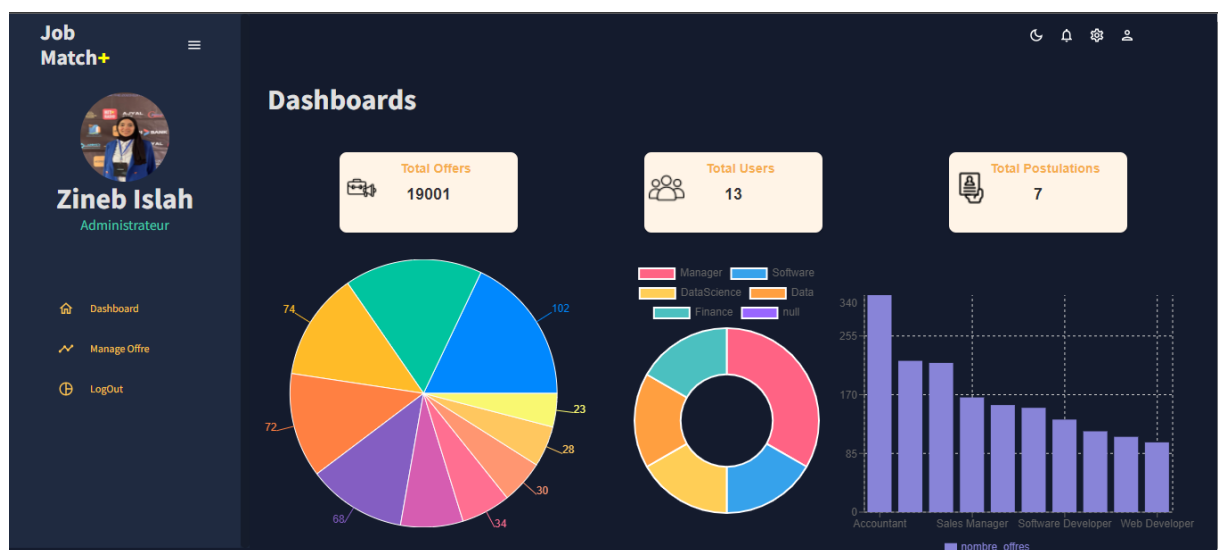 Job
Match+
Zineb Islah
Administrateur
Dashboard
Manage Offre
LogOut
Dashboards
Total Offers
19001
Total Users
13
Total Postulations
7
102
74
72
68
34
30
28
23
Manager Software
DataScience Data
Finance null
340
255
170
85
0
Accountant Sales Manager Software Developer Web Developer
nombre_offres